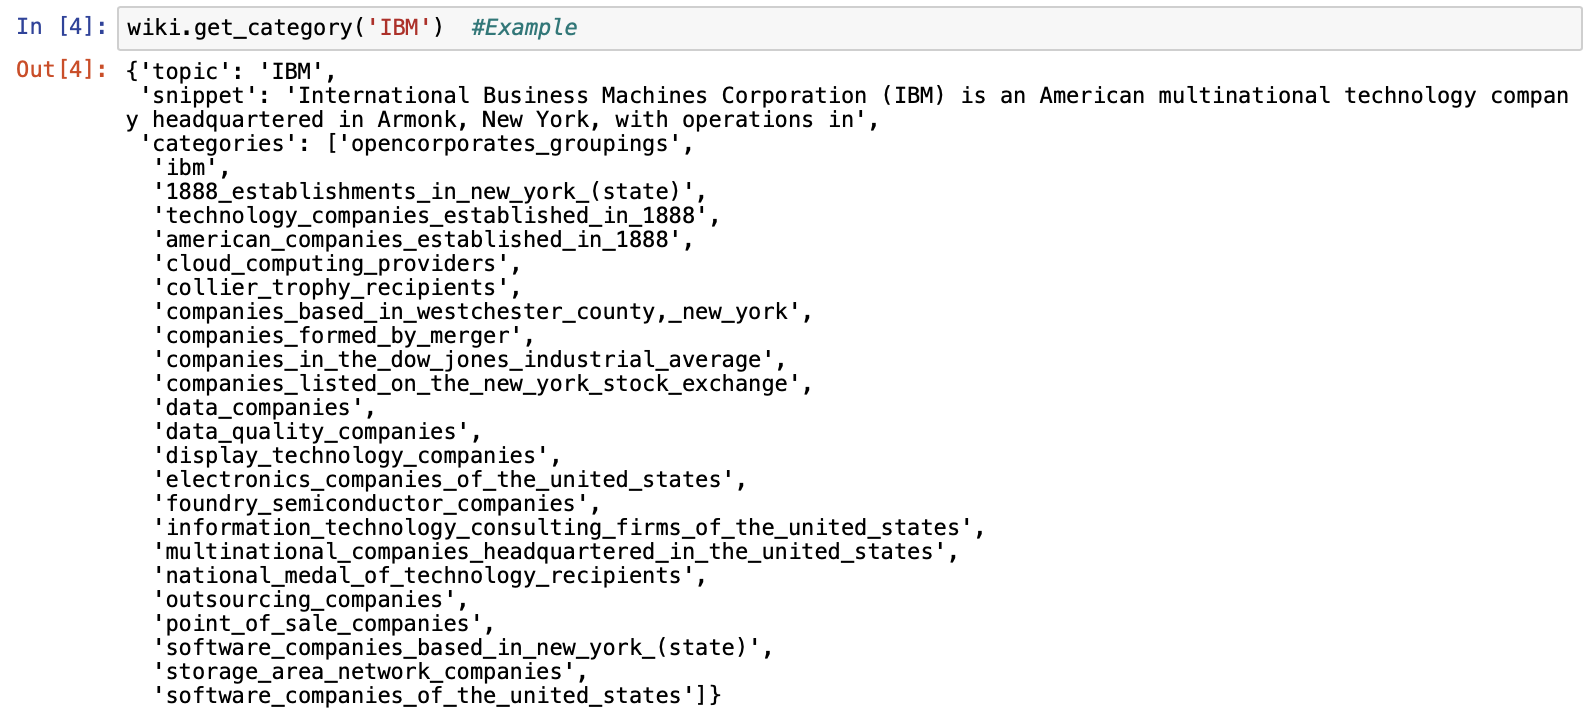 In [4]: wiki.get_category('IBM')  #Example
Out[4]: {'topic': 'IBM',
'snippet': 'International Business Machines Corporation (IBM) is an American multinational technology compan
y headquartered in Armonk, New York, with operations in',
'categories': ['opencorporates_groupings',
'ibm',
'1888_establishments_in_new_york_(state)',
'technology_companies_established_in_1888',
'american_companies_established_in_1888',
'cloud_computing_providers',
'collier_trophy_recipients',
'companies_based_in_westchester_county,_new_york',
'companies_formed_by_merger',
'companies_in_the_dow_jones_industrial_average',
'companies_listed_on_the_new_york_stock_exchange',
'data_companies',
'data_quality_companies',
'display_technology_companies',
'electronics_companies_of_the_united_states',
'foundry_semiconductor_companies',
'information_technology_consulting_firms_of_the_united_states',
'multinational_companies_headquartered_in_the_united_states',
'national_medal_of_technology_recipients',
'outsourcing_companies',
'point_of_sale_companies',
'software_companies_based_in_new_york_(state)',
'storage_area_network_companies',
'software_companies_of_the_united_states']}